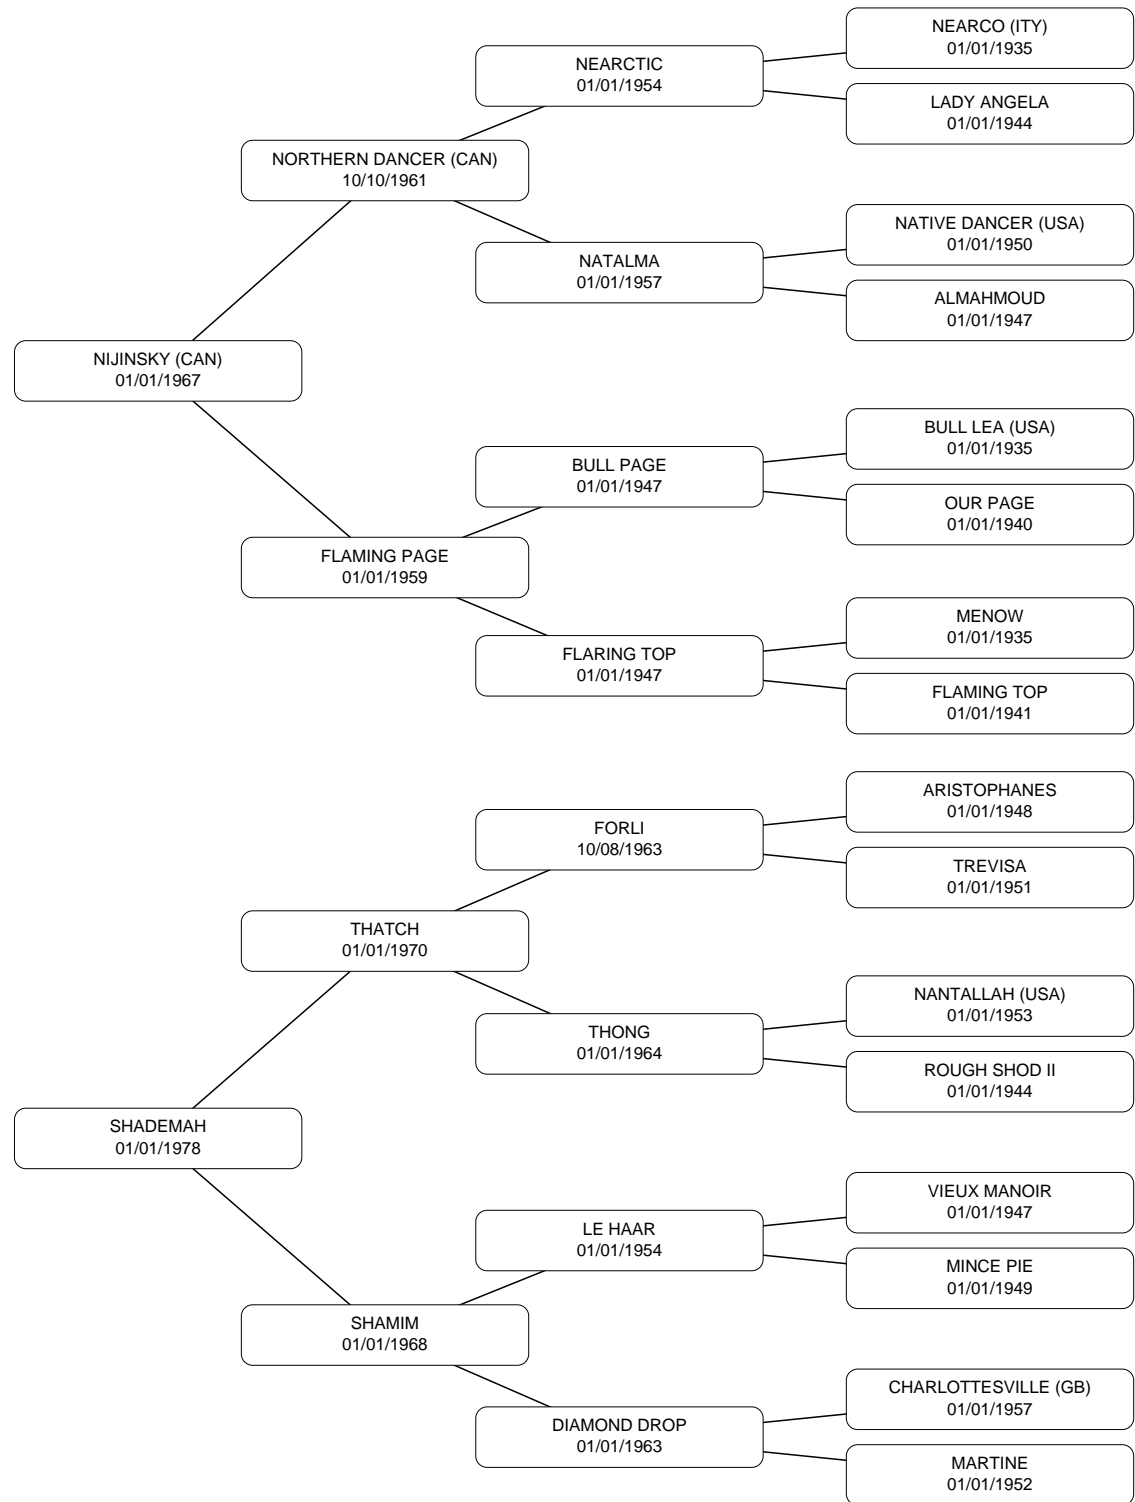 NEARCO (ITY)
01/01/1935
NEARCTIC
01/01/1954
LADY ANGELA
01/01/1944
NORTHERN DANCER (CAN)
10/10/1961
NATIVE DANCER (USA)
01/01/1950
NATALMA
01/01/1957
ALMAHMOUD
01/01/1947
NIJINSKY (CAN)
01/01/1967
BULL LEA (USA)
01/01/1935
BULL PAGE
01/01/1947
OUR PAGE
01/01/1940
FLAMING PAGE
01/01/1959
MENOW
01/01/1935
FLARING TOP
01/01/1947
FLAMING TOP
01/01/1941
ARISTOPHANES
01/01/1948
FORLI
10/08/1963
TREVISA
01/01/1951
THATCH
01/01/1970
NANTALLAH (USA)
01/01/1953
THONG
01/01/1964
ROUGH SHOD II
01/01/1944
SHADEMAH
01/01/1978
VIEUX MANOIR
01/01/1947
LE HAAR
01/01/1954
MINCE PIE
01/01/1949
SHAMIM
01/01/1968
CHARLOTTESVILLE (GB)
01/01/1957
DIAMOND DROP
01/01/1963
MARTINE
01/01/1952